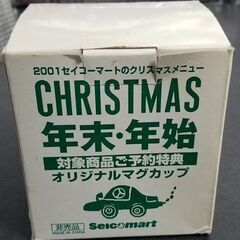 2001セイコーマートのクリスマスメニュー
CHRISTMAS
年末・年始
対象商品ご予約特典
オリジナルマグカップ
非売品
MADE IN CHINA
Seicomart